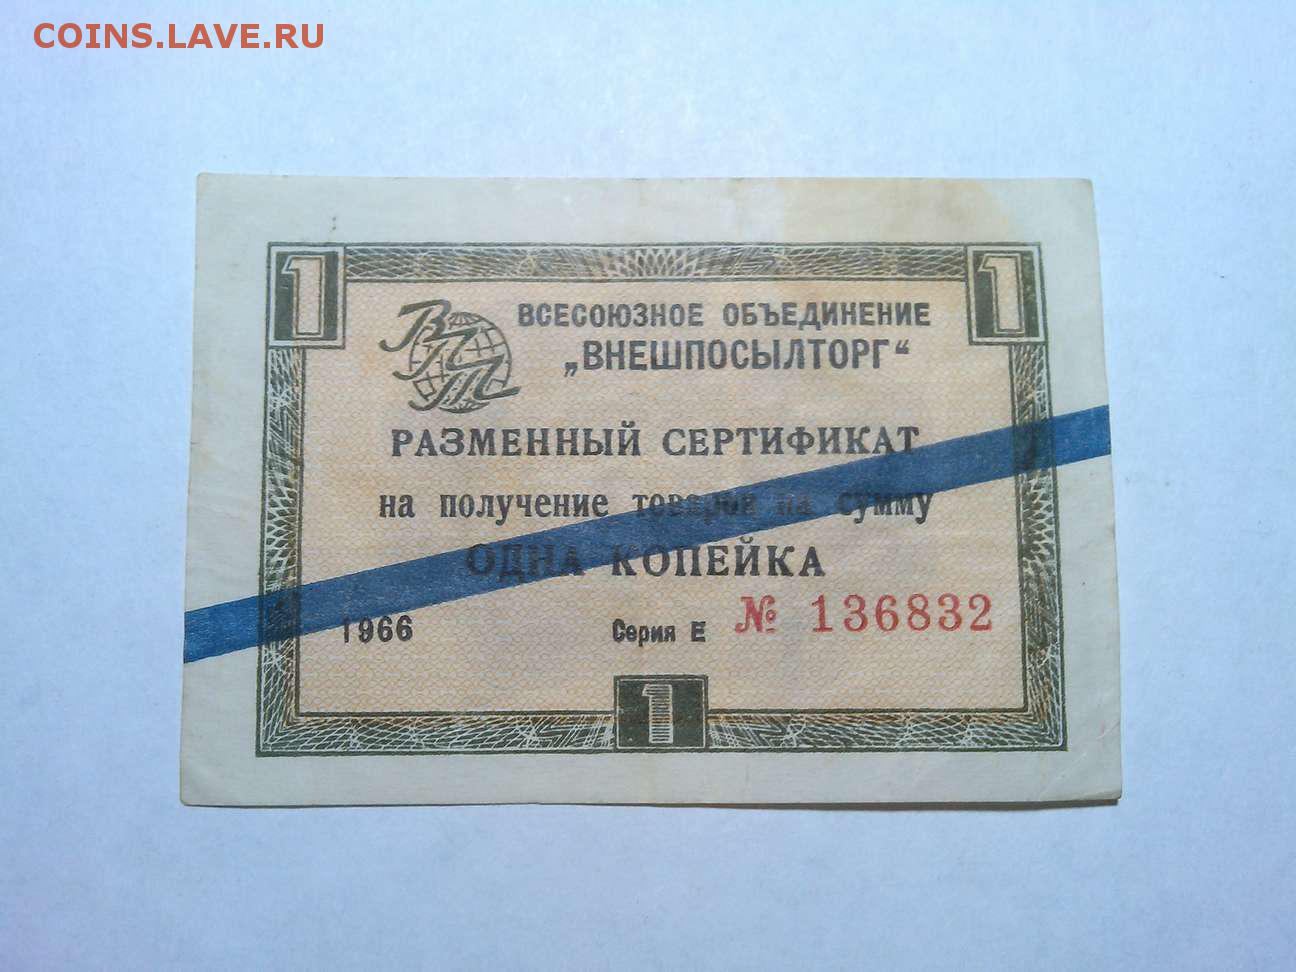 COINS.LAVE.RU
1 1
ВПТ
ВСЕСОЮЗНОЕ ОБЪЕДИНЕНИЕ
„ВНЕШПОСЫЛТОРГ“
РАЗМЕННЫЙ СЕРТИФИКАТ
на получение товаров на сумму
ОДНА КОПЕЙКА
1966 Серия Е № 136832
1